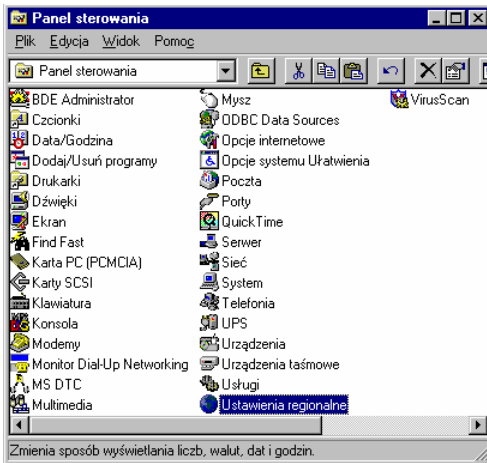 Panel sterowania
Plik Edycja Widok Pomoc
Panel sterowania
BDE Administrator
Czcionki
Data/Godzina
Dodaj/Usuń programy
Drukarki
Dźwięki
Ekran
Find Fast
Karta PC (PCMCIA)
Karty SCSI
Klawiatura
Konsola
Modemy
Monitor Dial-Up Networking
MS DTC
Multimedia
Mysz
ODBC Data Sources
Opcje internetowe
Opcje systemu Ułatwienia
Poczta
Porty
QuickTime
Serwer
Sieć
System
Telefonia
UPS
Urządzenia
Urządzenia taśmowe
Usługi
Ustawienia regionalne
VirusScan
Zmienia sposób wyświetlania liczb, walut, dat i godzin.